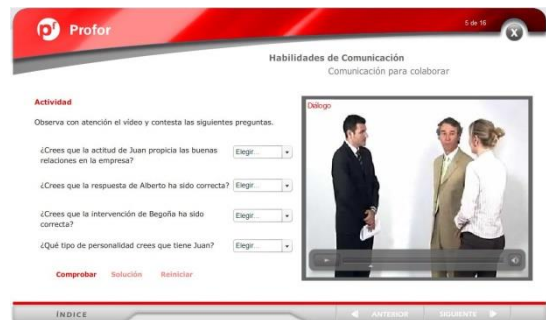 pr Profor
5 de 16
X
Habilidades de Comunicación
Comunicación para colaborar
Actividad
Observa con atención el vídeo y contesta las siguientes preguntas.
¿Crees que la actitud de Juan propicia las buenas
relaciones en la empresa?
Elegir...
¿Crees que la respuesta de Alberto ha sido correcta?
Elegir...
¿Crees que la intervención de Begoña ha sido
correcta?
Elegir...
¿Qué tipo de personalidad crees que tiene Juan?
Elegir...
Comprobar Solución Reiniciar
Diálogo
ÍNDICE
ANTERIOR SIGUIENTE